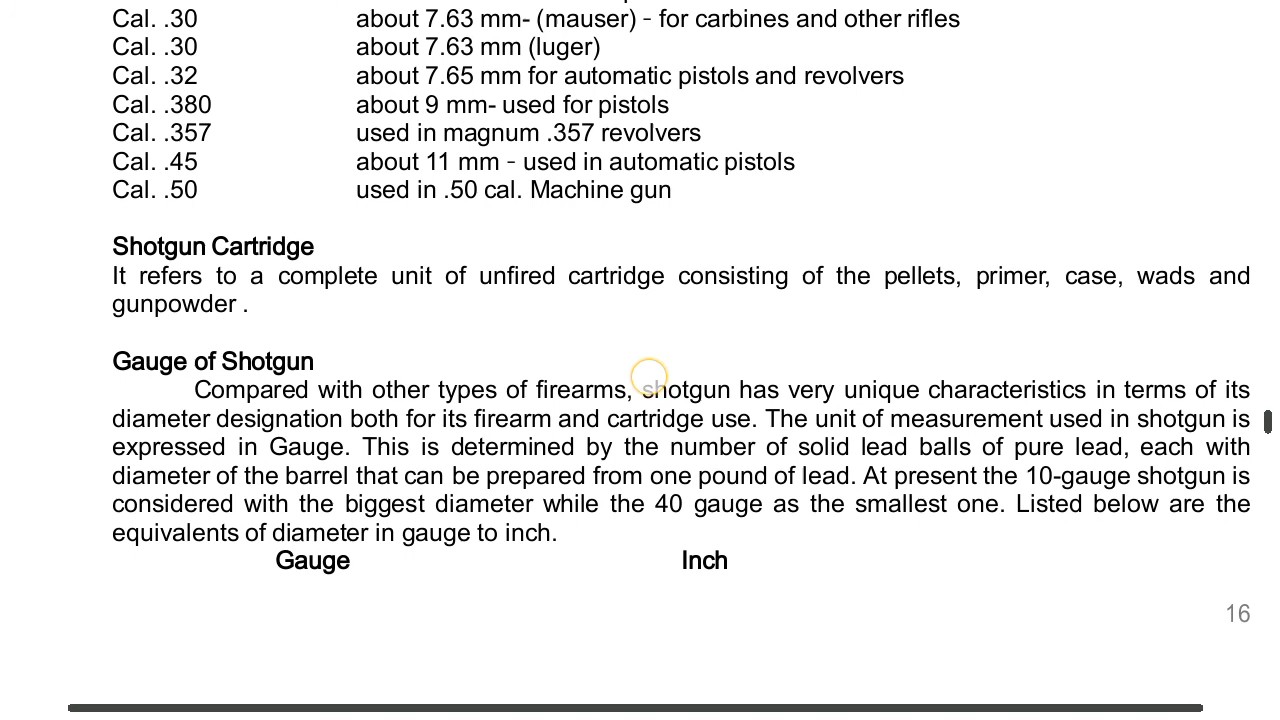 Cal. .30 about 7.63 mm- (mauser) - for carbines and other rifles
Cal. .30 about 7.63 mm (luger)
Cal. .32 about 7.65 mm for automatic pistols and revolvers
Cal. .380 about 9 mm- used for pistols
Cal. .357 used in magnum .357 revolvers
Cal. .45 about 11 mm - used in automatic pistols
Cal. .50 used in .50 cal. Machine gun
Shotgun Cartridge
It refers to a complete unit of unfired cartridge consisting of the pellets, primer, case, wads and
gunpowder .
Gauge of Shotgun
Compared with other types of firearms, shotgun has very unique characteristics in terms of its
diameter designation both for its firearm and cartridge use. The unit of measurement used in shotgun is
expressed in Gauge. This is determined by the number of solid lead balls of pure lead, each with
diameter of the barrel that can be prepared from one pound of lead. At present the 10-gauge shotgun is
considered with the biggest diameter while the 40 gauge as the smallest one. Listed below are the
equivalents of diameter in gauge to inch.
Gauge Inch
16